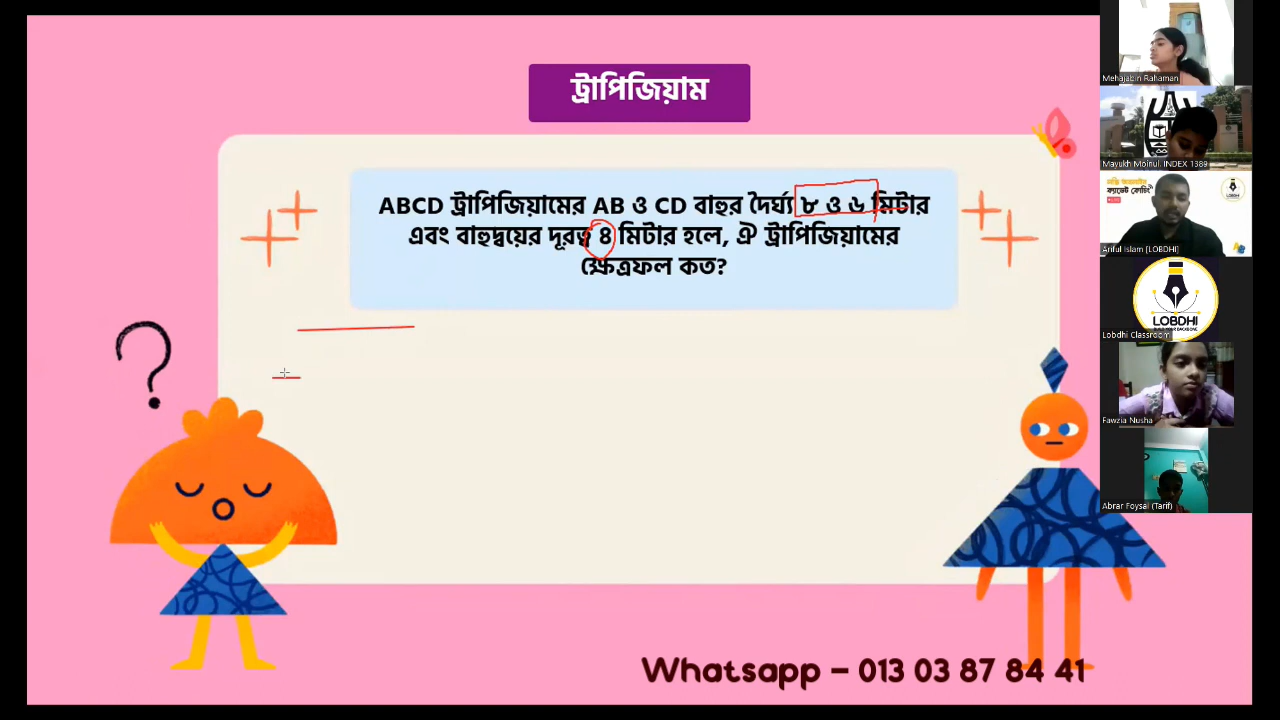 ট্রাপিজিয়াম
ABCD ট্রাপিজিয়ামের AB ও CD বাহুর দৈর্ঘ্য ৮ ও ৬ মিটার
এবং বাহুদ্বয়ের দূরত্ব ৪ মিটার হলে, ঐ ট্রাপিজিয়ামের
ক্ষেত্রফল কত?
Whatsapp – 013 03 87 84 41
Mehajabin Rahaman
Mayukh Moinul. INDEX 1389
LOBDHI
Ariful Islam [LOBDHI]
LOBDHI
Lobdhi Classroom
Fawzia Nusha
Abrar Foysal (Tarif)